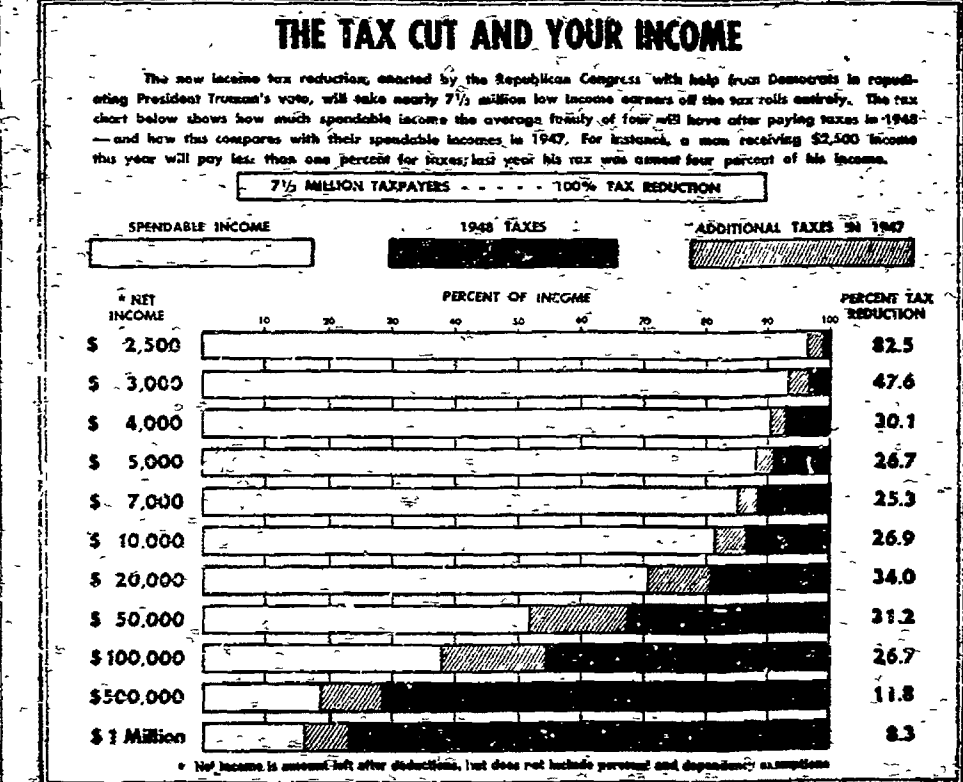 THE TAX CUT AND YOUR INCOME
The new income tax reduction, enacted by the Republican Congress with help from Democrats in repudi-
ating President Truman's veto, will take nearly 7⅓ million low income earners off the tax rolls entirely. The tax
chart below shows how much spendable income the average family of four will have after paying taxes in 1948
— and how this compares with their spendable incomes in 1947. For instance, a man receiving $2,500 income
this year will pay less than one percent for taxes; last year his tax was almost four percent of his income.
7⅓ MILLION TAXPAYERS - - - - - 100% TAX REDUCTION
SPENDABLE INCOME 1948 TAXES ADDITIONAL TAXES IN 1947
* NET INCOME PERCENT OF INCOME PERCENT TAX REDUCTION
10 20 30 40 50 60 70 80 90 100
$ 2,500 82.5
$ 3,000 47.6
$ 4,000 30.1
$ 5,000 26.7
$ 7,000 25.3
$ 10,000 26.9
$ 20,000 34.0
$ 50,000 31.2
$100,000 26.7
$500,000 11.8
$ 1 Million 8.3
* Net income is amount left after deductions, but does not include personal and dependency exemptions